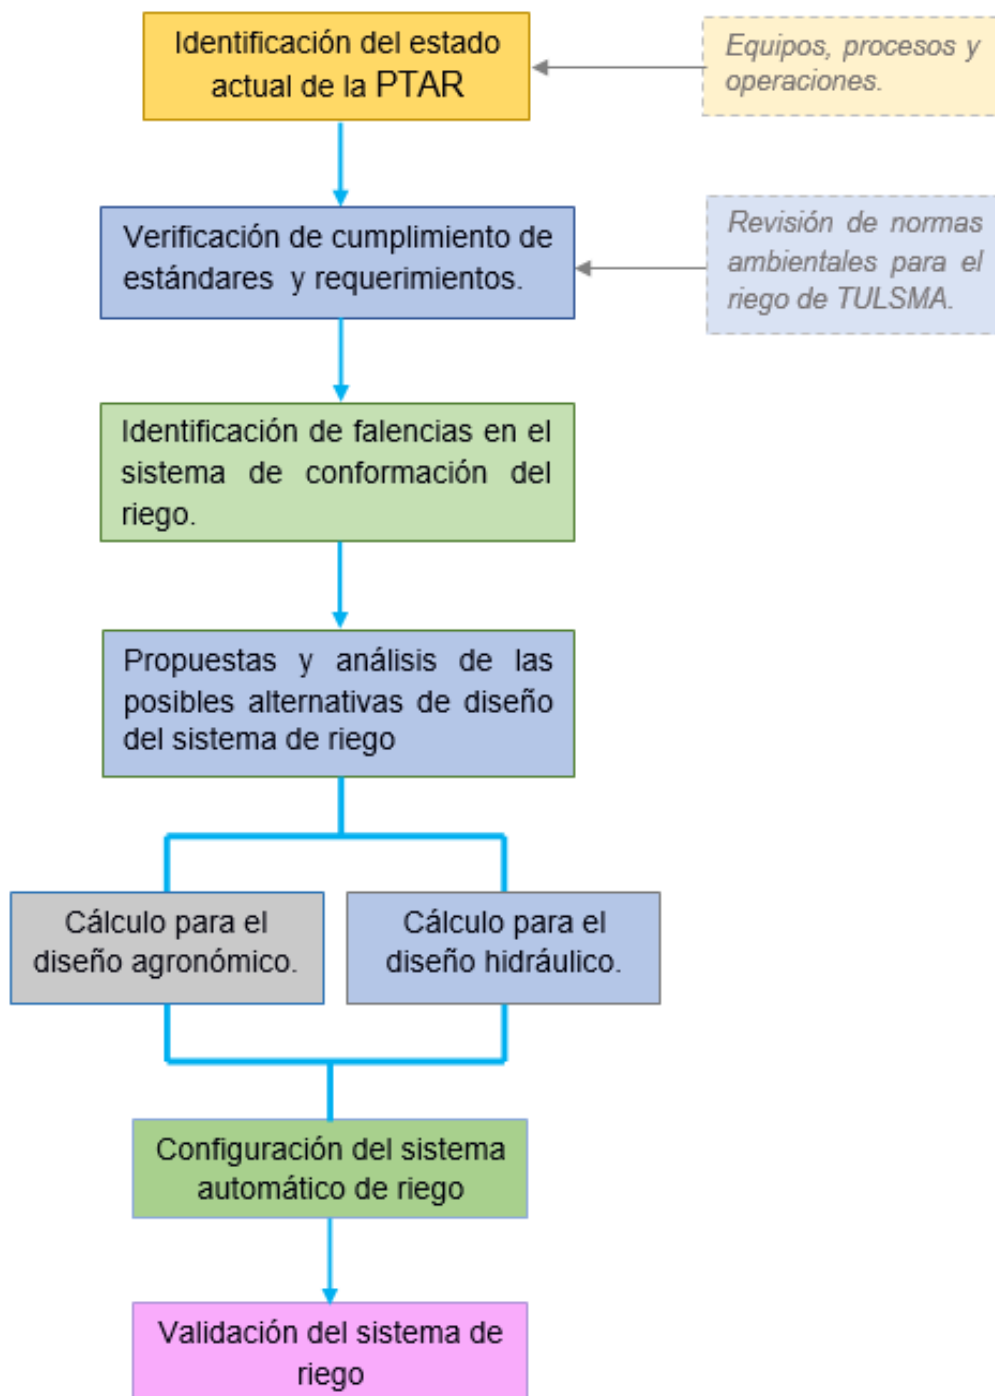 Identificación del estado
actual de la PTAR
Equipos, procesos y
operaciones.
Verificación de cumplimiento de
estándares y requerimientos.
Revisión de normas
ambientales para el
riego de TULSMA.
Identificación de falencias en el
sistema de conformación del
riego.
Propuestas y análisis de las
posibles alternativas de diseño
del sistema de riego
Cálculo para el
diseño agronómico.
Cálculo para el
diseño hidráulico.
Configuración del sistema
automático de riego
Validación del sistema de
riego